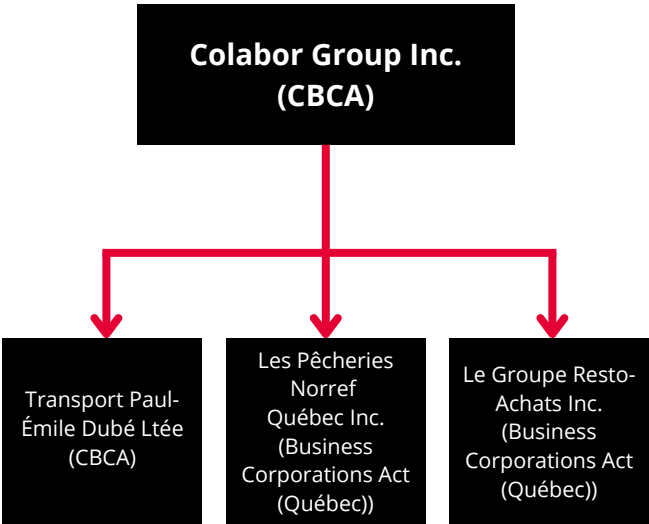 Colabor Group Inc.
(CBCA)
Transport Paul-
Émile Dubé Ltée
(CBCA)
Les Pêcheries
Norref
Québec Inc.
(Business
Corporations Act
(Québec))
Le Groupe Resto-
Achats Inc.
(Business
Corporations Act
(Québec))